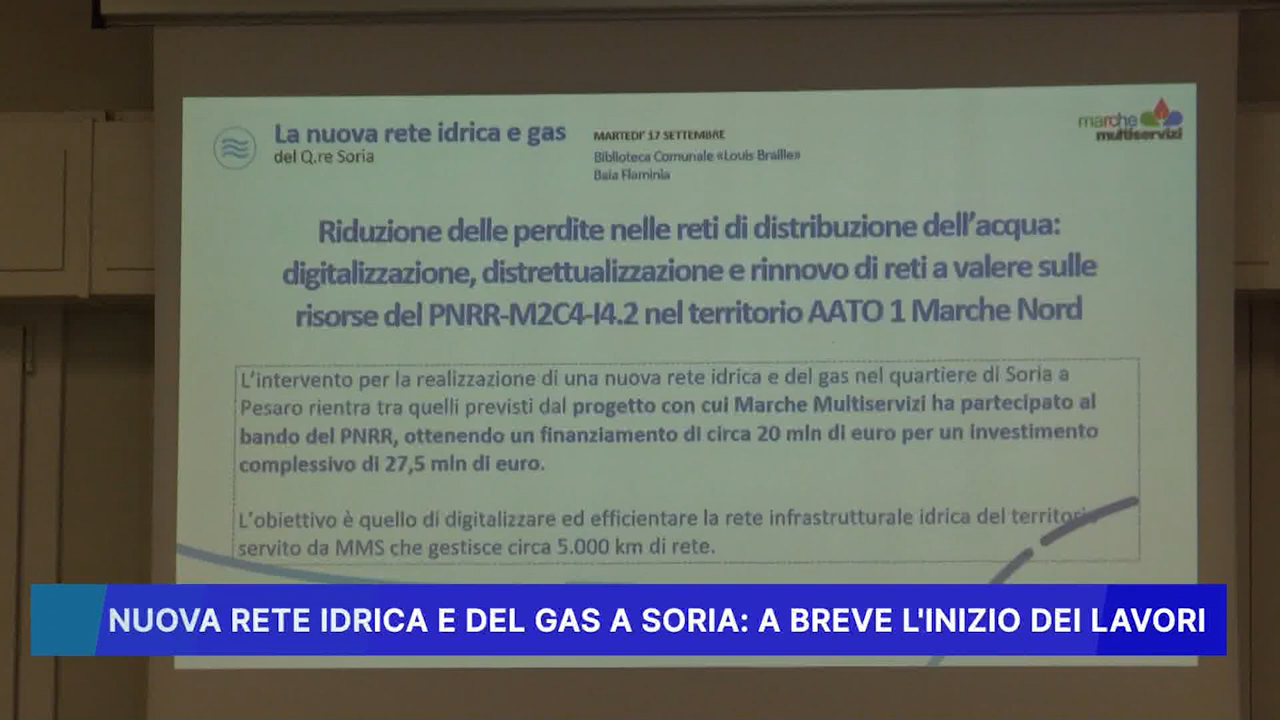 La nuova rete idrica e gas
del Q.re Soria
MARTEDI' 17 SETTEMBRE
Biblioteca Comunale «Louis Braille»
Baia Flaminia
marche
multiservizi
Riduzione delle perdite nelle reti di distribuzione dell'acqua:
digitalizzazione, distrettualizzazione e rinnovo di reti a valere sulle
risorse del PNRR-M2C4-I4.2 nel territorio AATO 1 Marche Nord
L'intervento per la realizzazione di una nuova rete idrica e del gas nel quartiere di Soria a
Pesaro rientra tra quelli previsti dal progetto con cui Marche Multiservizi ha partecipato al
bando del PNRR, ottenendo un finanziamento di circa 20 mln di euro per un investimento
complessivo di 27,5 mln di euro.
L'obiettivo è quello di digitalizzare ed efficientare la rete infrastrutturale idrica del territorio
servito da MMS che gestisce circa 5.000 km di rete.
NUOVA RETE IDRICA E DEL GAS A SORIA: A BREVE L'INIZIO DEI LAVORI